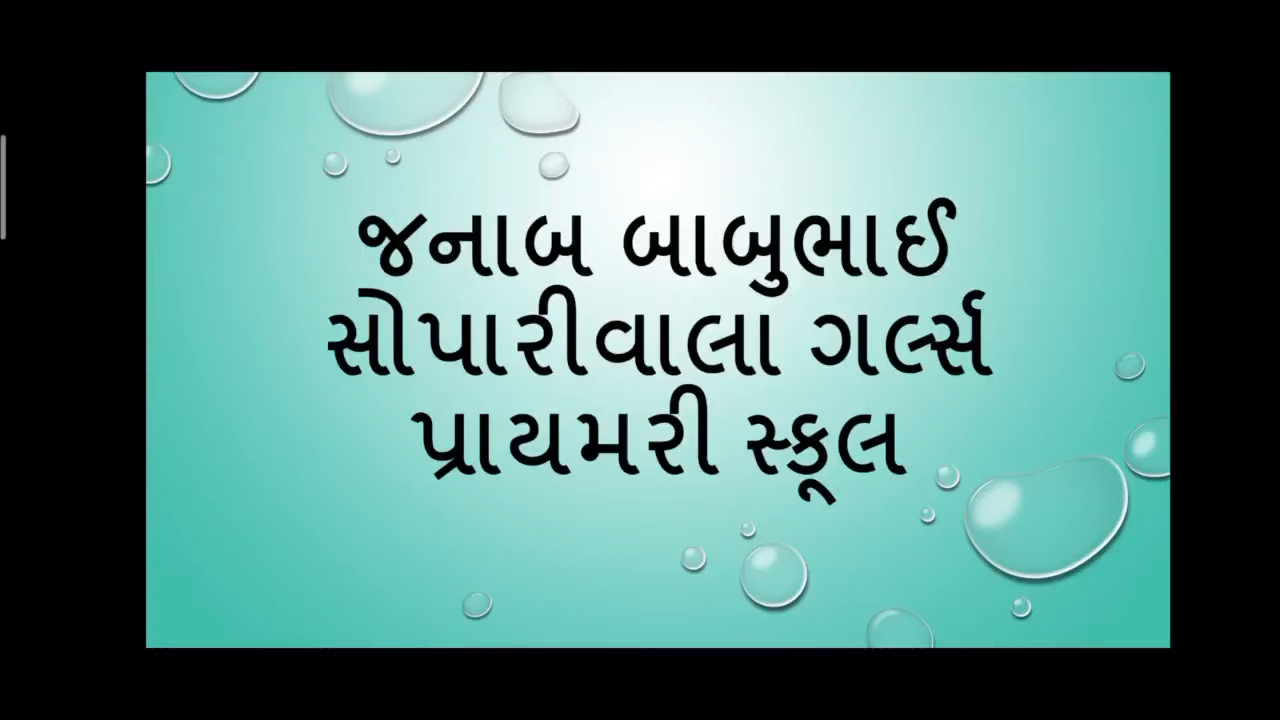 જનાબ બાબુભાઈ
સોપારીવાલા ગર્લ્સ
પ્રાયમરી સ્કૂલ